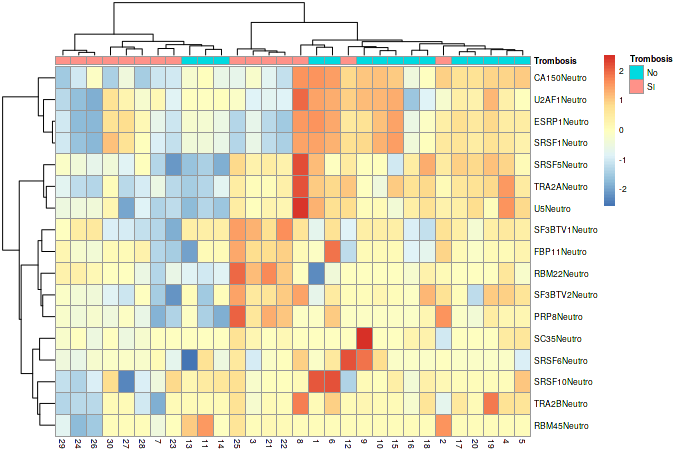 Trombosis
CA150Neutro
U2AF1Neutro
ESRP1Neutro
SRSF1Neutro
SRSF5Neutro
TRA2ANeutro
U5Neutro
SF3BTV1Neutro
FBP11Neutro
RBM22Neutro
SF3BTV2Neutro
PRP8Neutro
SC35Neutro
SRSF6Neutro
SRSF10Neutro
TRA2BNeutro
RBM45Neutro
29 24 26 30 27 28 7 23 13 11 14 25 3 21 22 8 1 6 12 9 10 15 16 18 2 17 20 19 4 5
2
1
0
-1
-2
Trombosis
No
SI